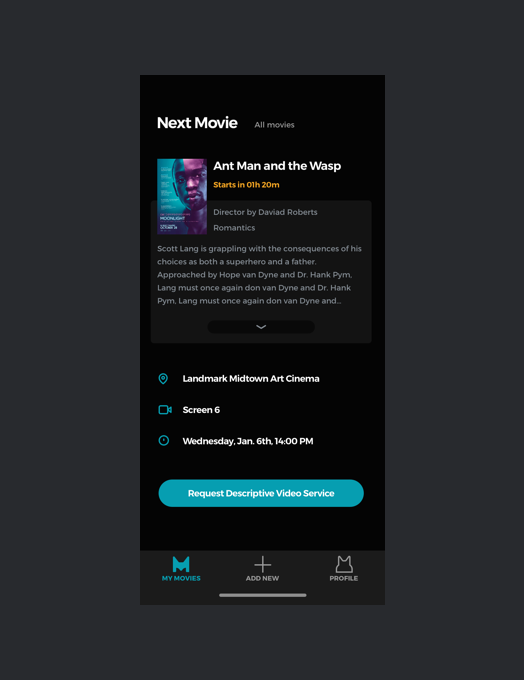 Next Movie All movies
Ant Man and the Wasp
Starts in 01h 20m
MOONLIGHT
Director by Daviad Roberts
Romantics
Scott Lang is grappling with the consequences of his
choices as both a superhero and a father.
Approached by Hope van Dyne and Dr. Hank Pym,
Lang must once again don van Dyne and Dr. Hank
Pym, Lang must once again don van Dyne and...
Landmark Midtown Art Cinema
Screen 6
Wednesday, Jan. 6th, 14:00 PM
Request Descriptive Video Service
MY MOVIES ADD NEW PROFILE